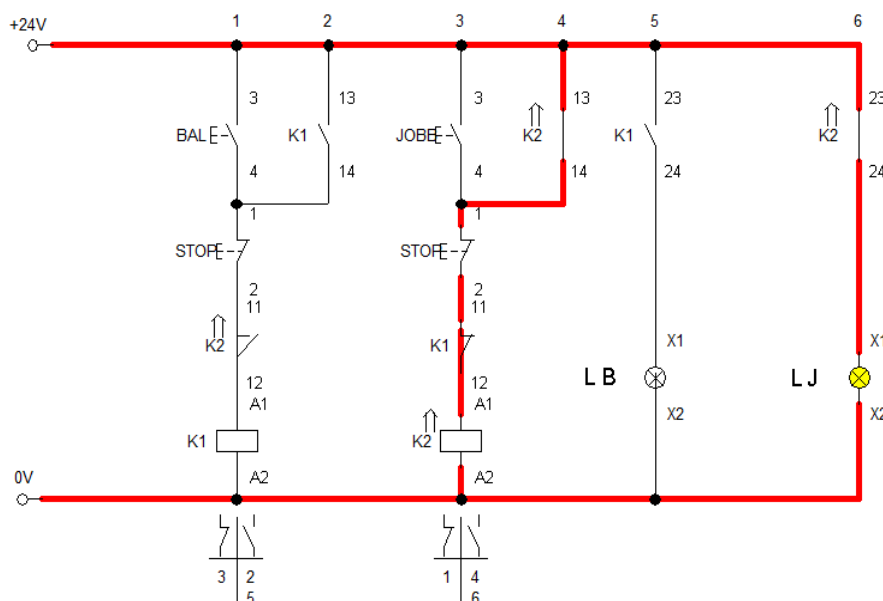 1 2 3 4 5 6
+24V
3 13 3 13 23 23
BAL K1 JOBB K2 K1 K2
4 14 4 14 24 24
1 1
STOP STOP
2 2
11 11
K2 K1 X1 X1
12 12 L B L J
A1 A1 X2 X2
K1 K2
A2 A2
0V
3 2 1 4
5 6